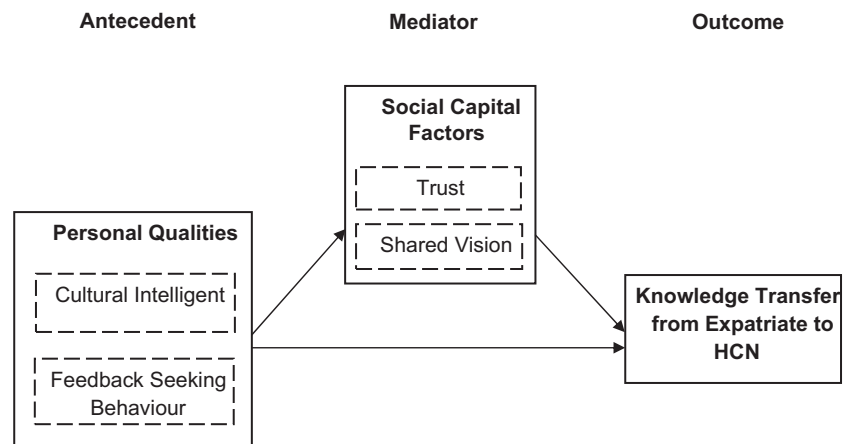 Antecedent
Mediator
Outcome
Social Capital
Factors
Trust
Shared Vision
Personal Qualities
Cultural Intelligent
Feedback Seeking
Behaviour
Knowledge Transfer
from Expatriate to
HCN